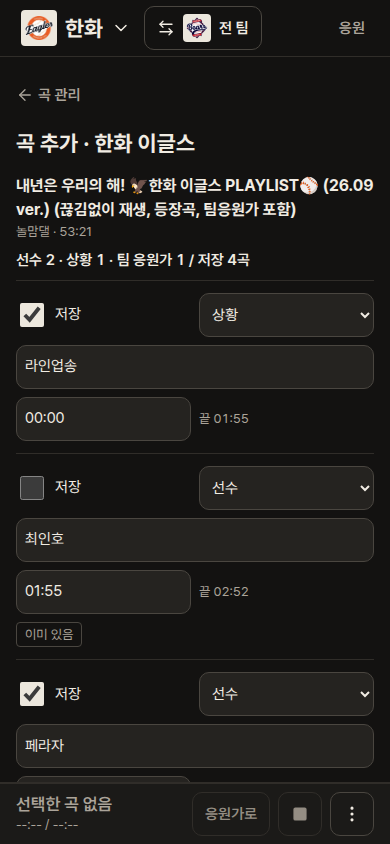 Eagles 한화 전 팀 응원
← 곡 관리
곡 추가 · 한화 이글스
내년은 우리의 해! 🦅한화 이글스 PLAYLIST⚾ (26.09
ver.) (끊김없이 재생, 등장곡, 팀응원가 포함)
놀맘댈 · 53:21
선수 2 · 상황 1 · 팀 응원가 1 / 저장 4곡
저장 상황
라인업송
00:00 끝 01:55
저장 선수
최인호
01:55 끝 02:52
이미 있음
저장 선수
페라자
선택한 곡 없음
--:-- / --:--
응원가로